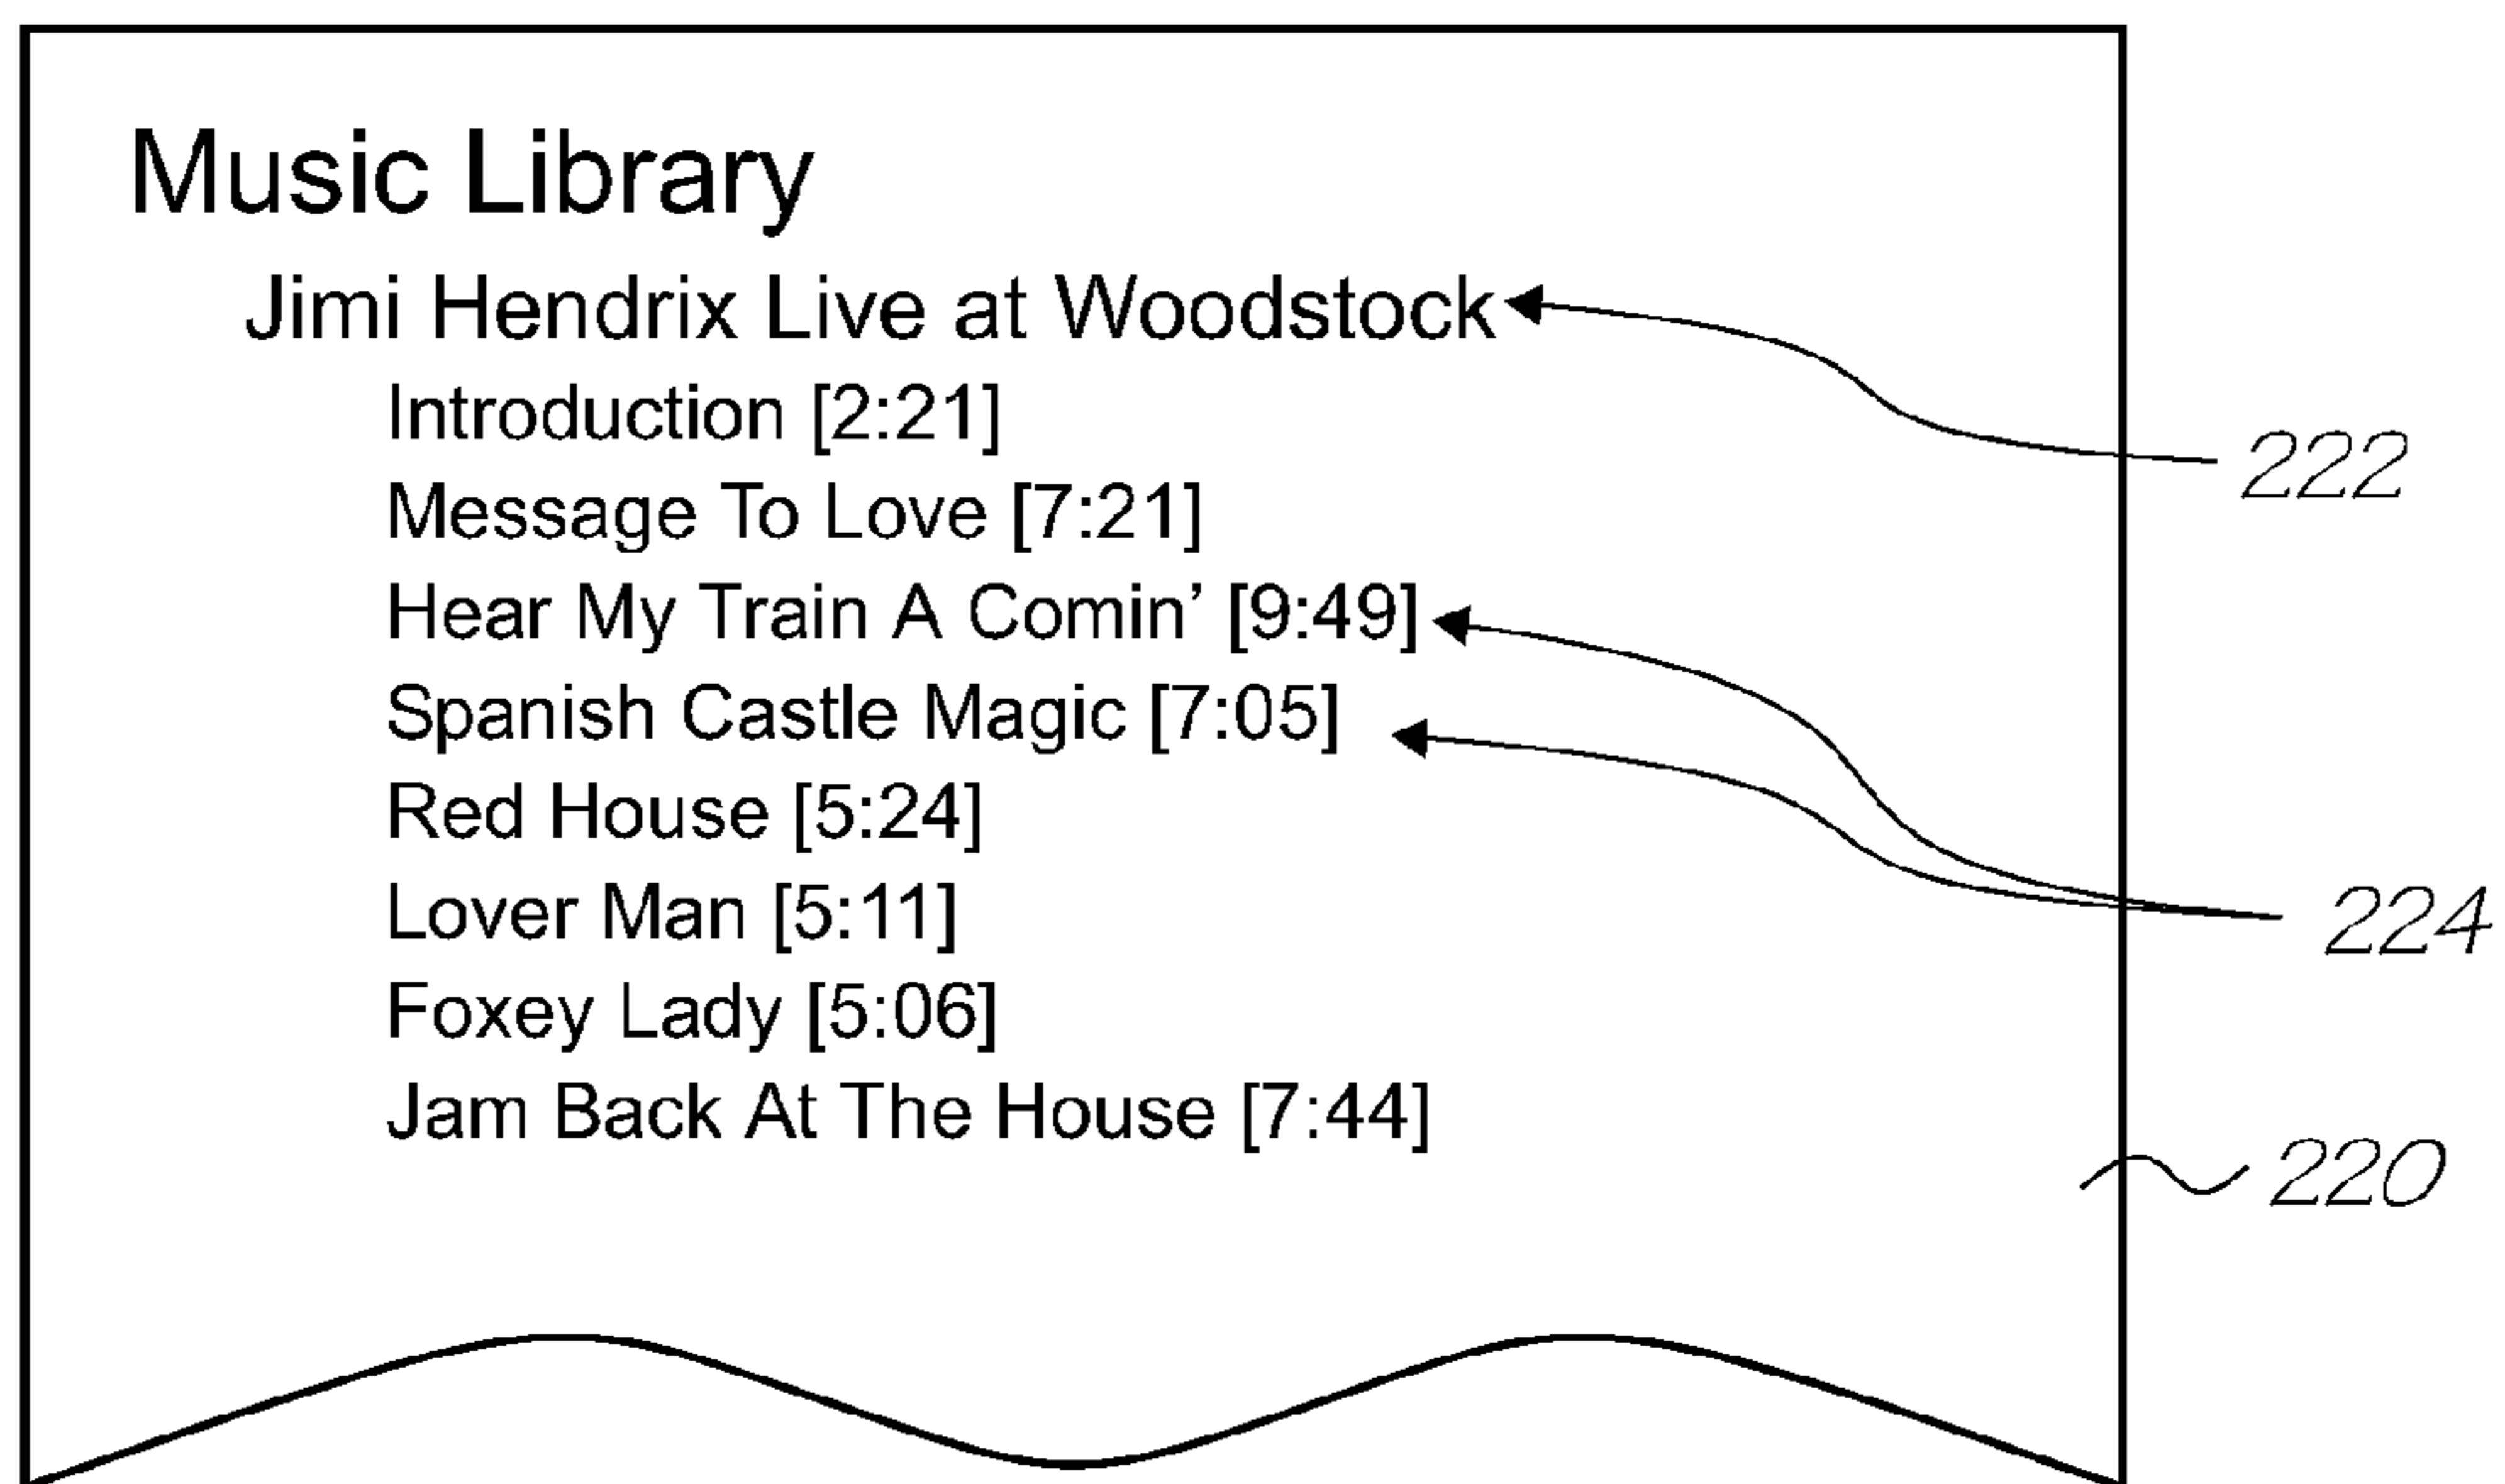 Music Library
Jimi Hendrix Live at Woodstock
Introduction [2:21]
222
Message To Love [7:21]
Hear My Train A Comin’ [9:49]
Spanish Castle Magic [7:05]
Red House [5:24]
Lover Man [5:11]
224
Foxey Lady [5:06]
Jam Back At The House [7:44]
220